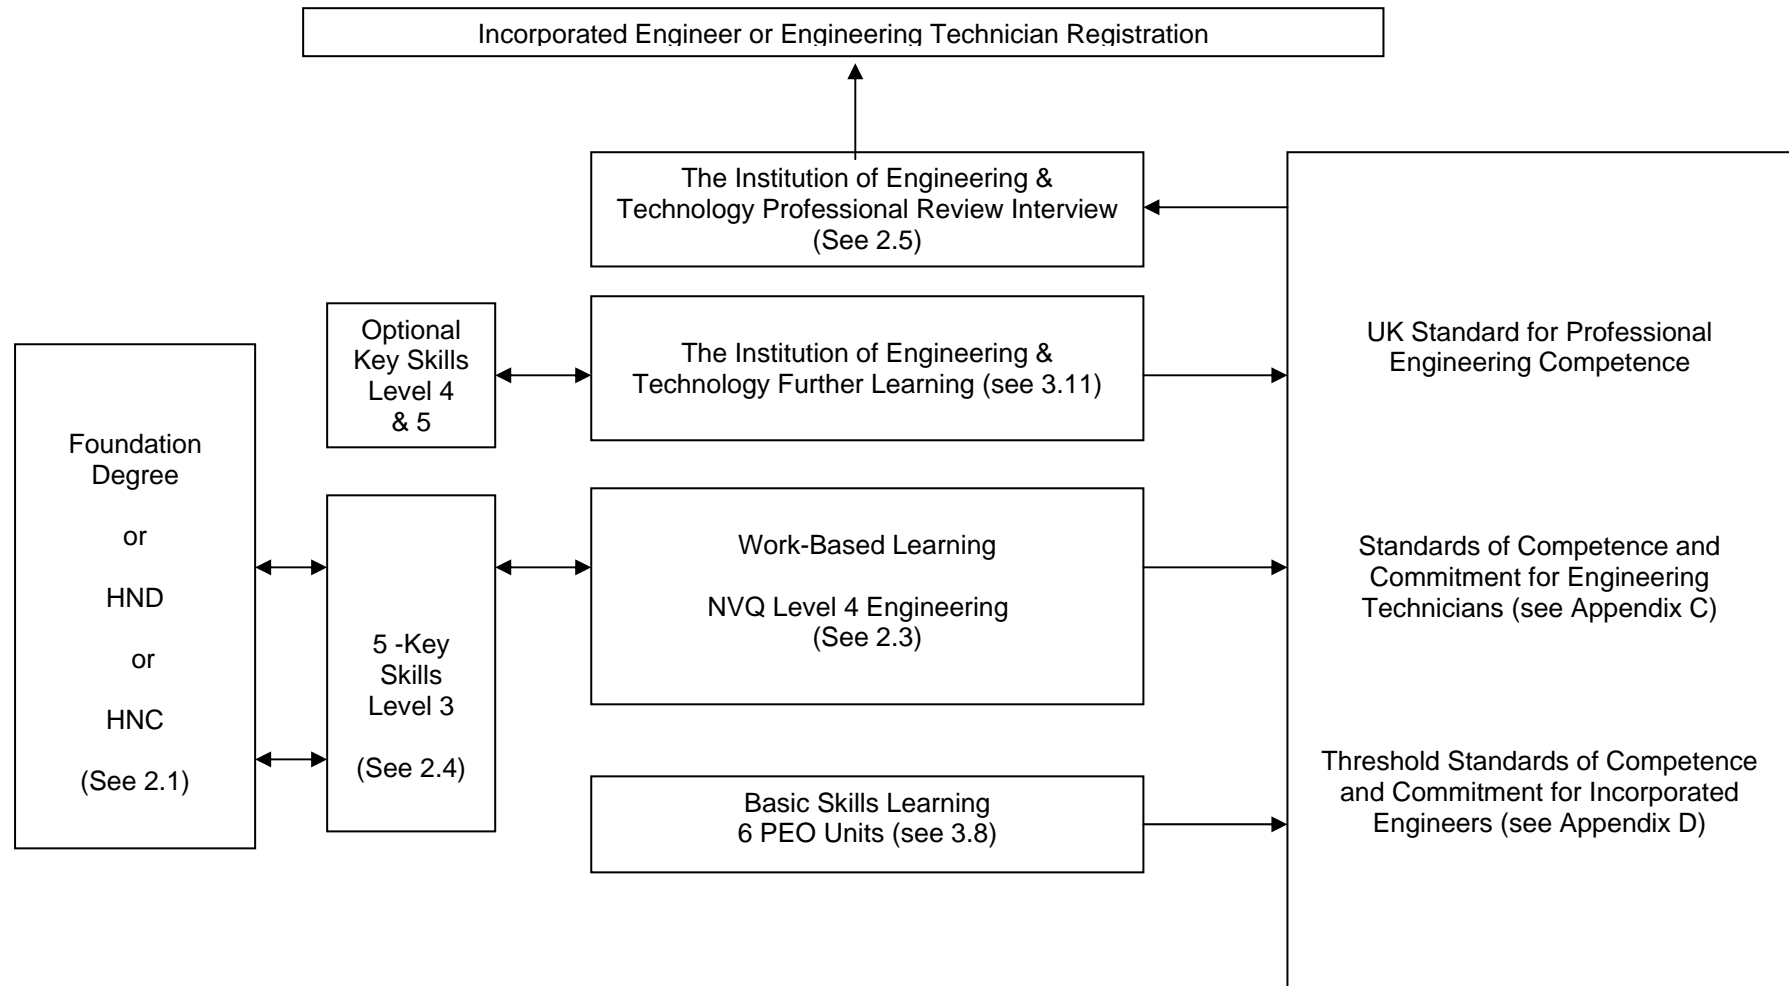 Incorporated Engineer or Engineering Technician Registration
The Institution of Engineering &
Technology Professional Review Interview
(See 2.5)
Optional
Key Skills
Level 4
& 5
The Institution of Engineering &
Technology Further Learning (see 3.11)
UK Standard for Professional
Engineering Competence
Foundation
Degree
or
HND
or
HNC
(See 2.1)
5 -Key
Skills
Level 3
(See 2.4)
Work-Based Learning
NVQ Level 4 Engineering
(See 2.3)
Standards of Competence and
Commitment for Engineering
Technicians (see Appendix C)
Basic Skills Learning
6 PEO Units (see 3.8)
Threshold Standards of Competence
and Commitment for Incorporated
Engineers (see Appendix D)